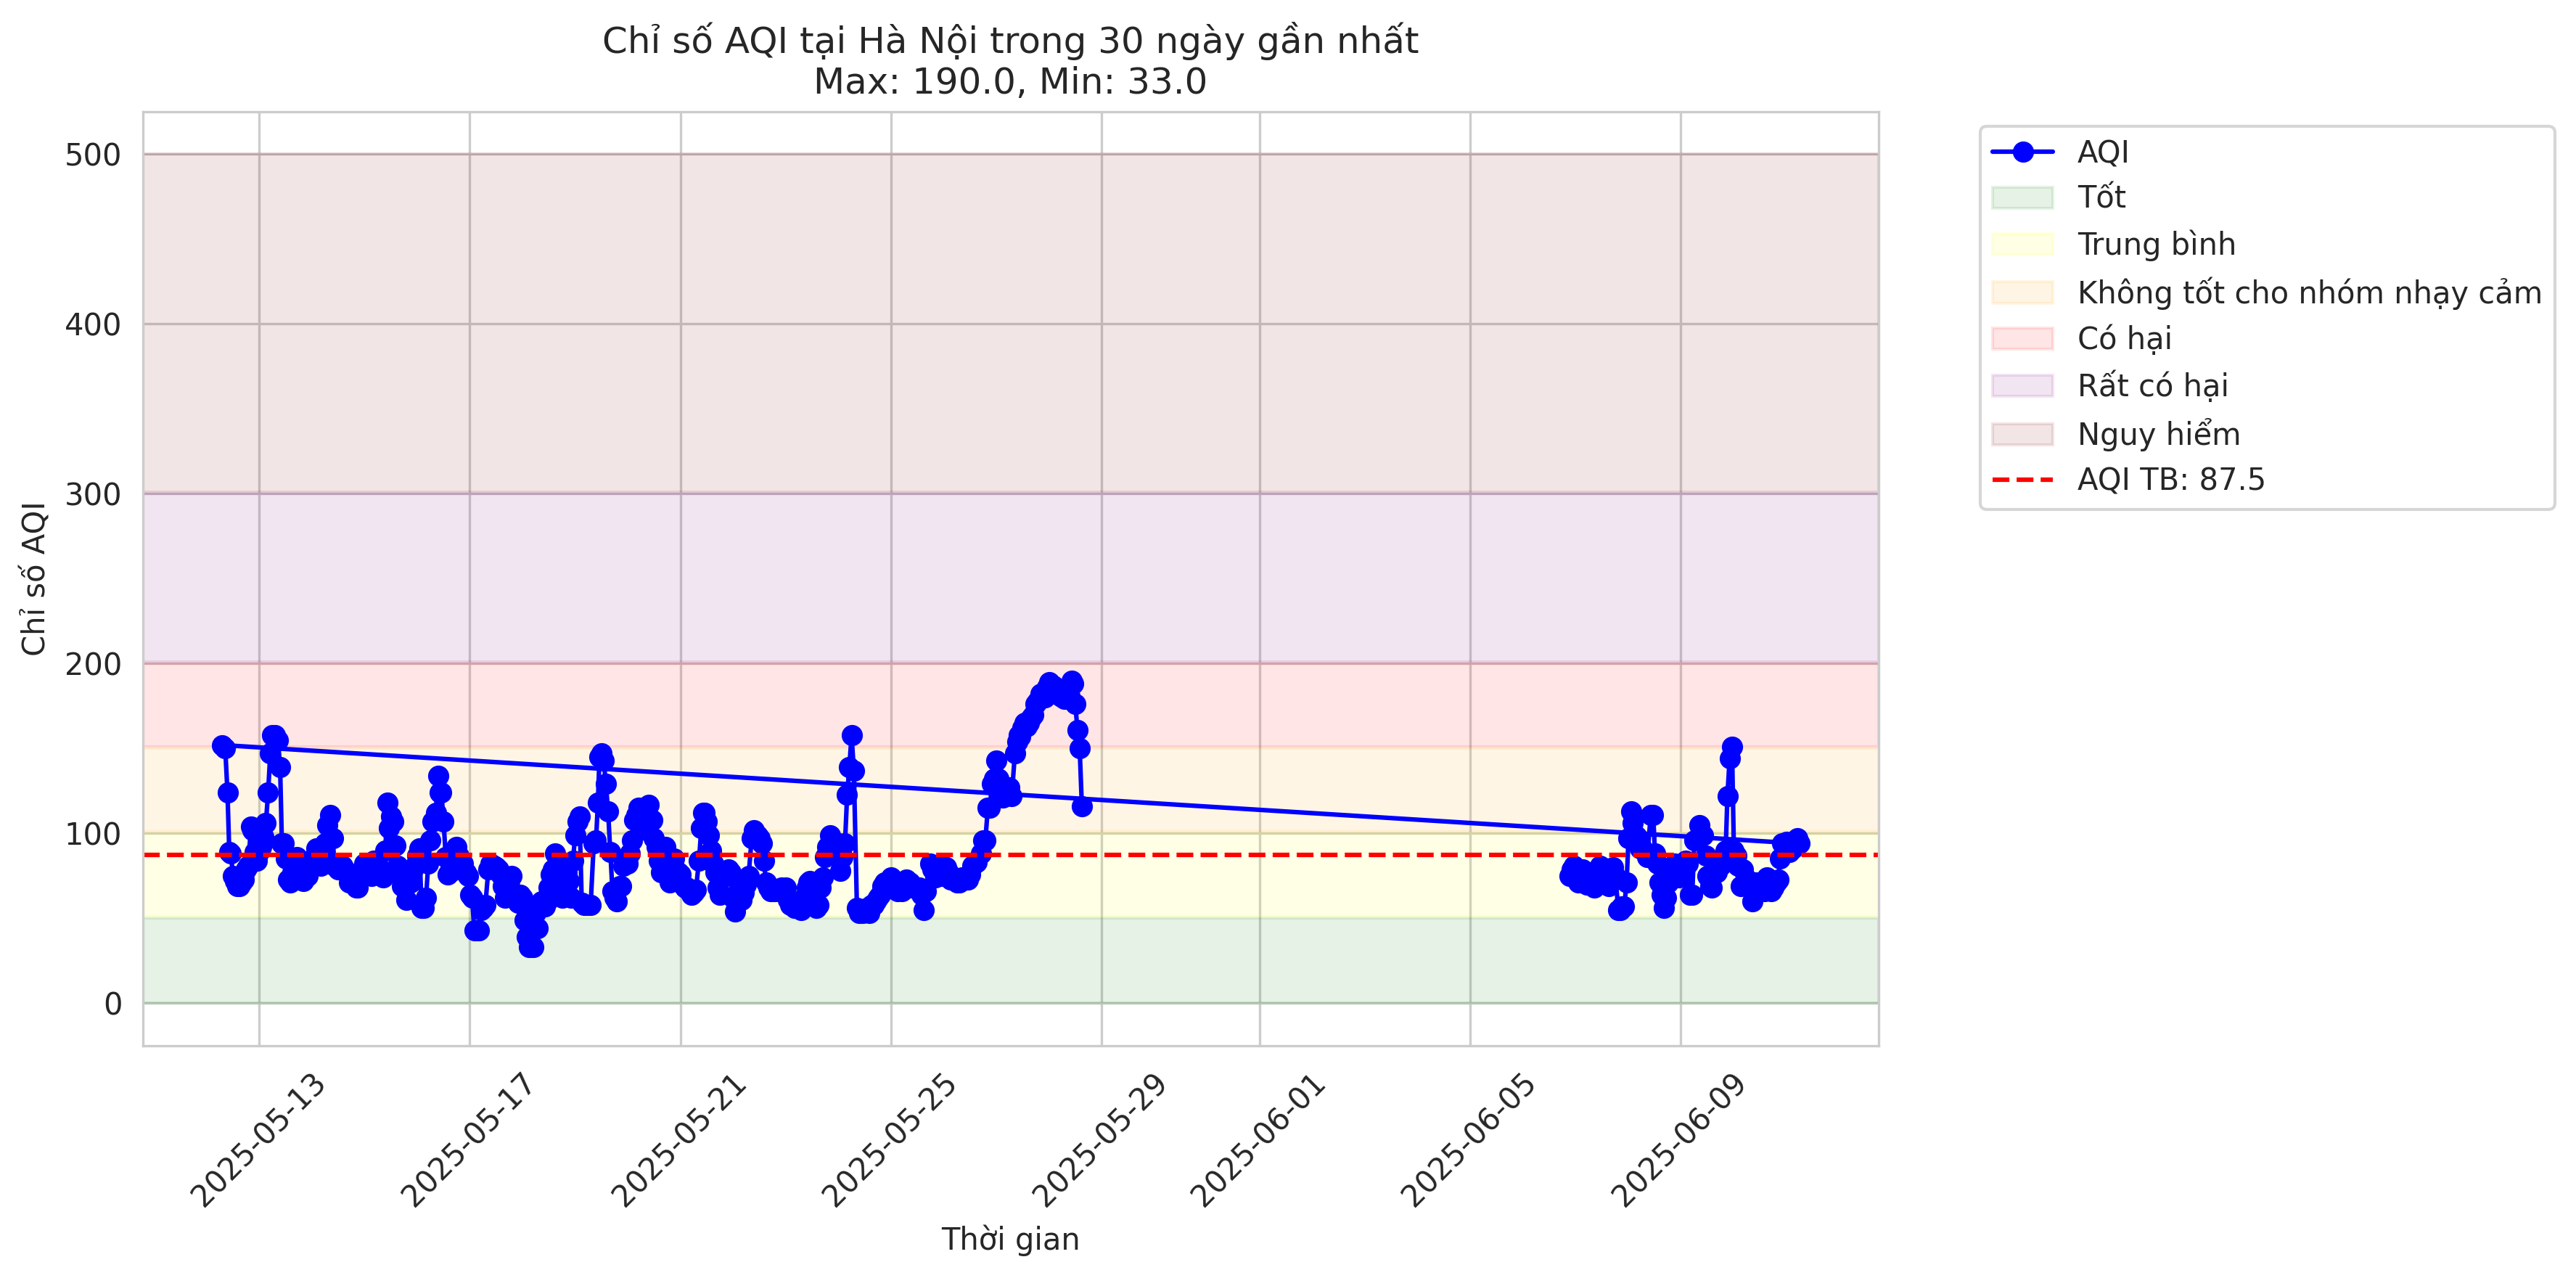 Chỉ số AQI tại Hà Nội trong 30 ngày gần nhất
Max: 190.0, Min: 33.0
Chỉ số AQI
500
400
300
200
100
0
2025-05-13
2025-05-17
2025-05-21
2025-05-25
2025-05-29
2025-06-01
2025-06-05
2025-06-09
Thời gian
AQI
Tốt
Trung bình
Không tốt cho nhóm nhạy cảm
Có hại
Rất có hại
Nguy hiểm
AQI TB: 87.5